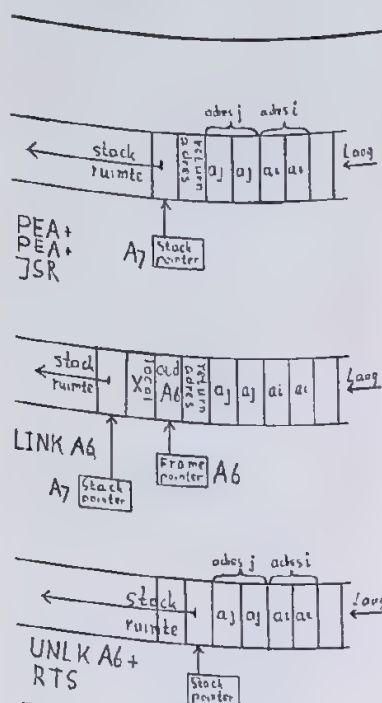 adres j adres i
stack
ruimte
return
adres
aj aj ai ai
Laag
PEA+
PEA+
JSR
A7
Stack
pointer
stack
ruimte
X
local
old
A6
return
adres
aj aj ai ai
Laag
LINK A6
A7
Stack
pointer
Frame
pointer
A6
adres j adres i
stack
ruimte
aj aj ai ai
Laag
UNLK A6+
RTS
Stack
pointer